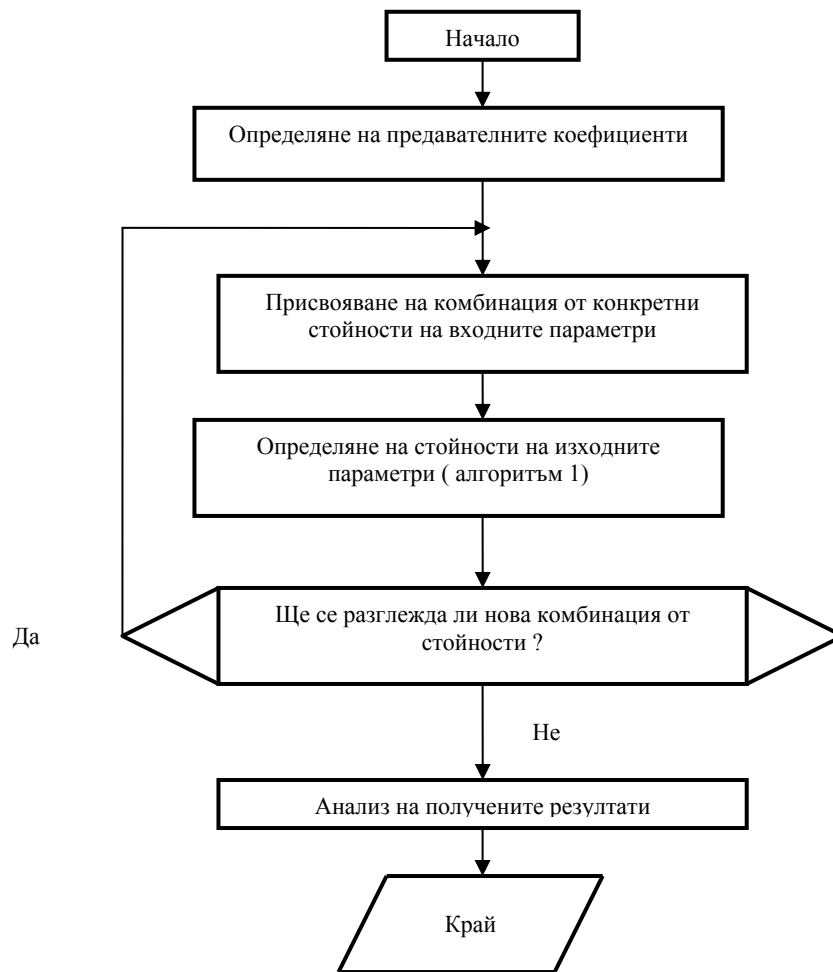 Начало
Определяне на предавателните коефициенти
Присвояване на комбинация от конкретни
стойности на входните параметри
Определяне на стойности на изходните
параметри ( алгоритъм 1)
Ще се разглежда ли нова комбинация от
стойности ?
Да
Не
Анализ на получените резултати
Край